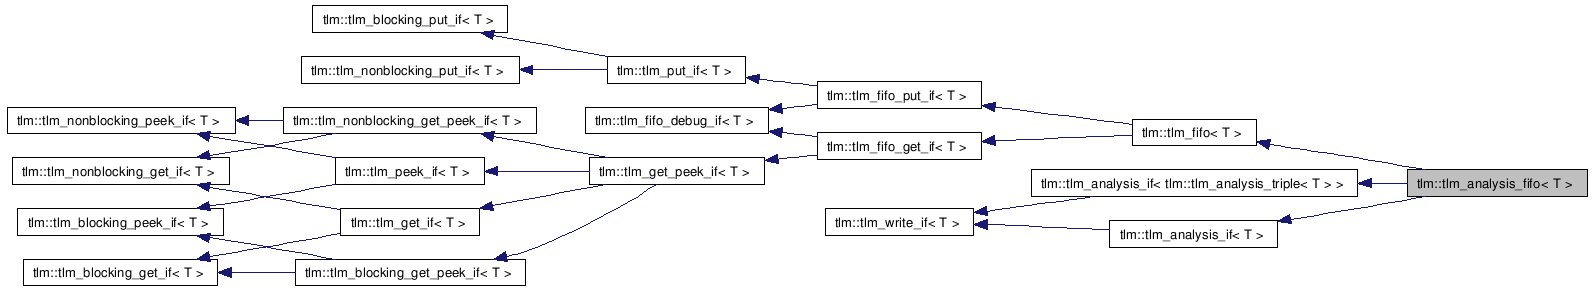 tlm::tlm_blocking_put_if< T >
tlm::tlm_nonblocking_put_if< T >
tlm::tlm_put_if< T >
tlm::tlm_fifo_put_if< T >
tlm::tlm_nonblocking_peek_if< T >
tlm::tlm_nonblocking_get_peek_if< T >
tlm::tlm_fifo_debug_if< T >
tlm::tlm_fifo< T >
tlm::tlm_fifo_get_if< T >
tlm::tlm_nonblocking_get_if< T >
tlm::tlm_peek_if< T >
tlm::tlm_get_peek_if< T >
tlm::tlm_analysis_if< tlm::tlm_analysis_triple< T > >
tlm::tlm_analysis_fifo< T >
tlm::tlm_blocking_peek_if< T >
tlm::tlm_get_if< T >
tlm::tlm_write_if< T >
tlm::tlm_analysis_if< T >
tlm::tlm_blocking_get_if< T >
tlm::tlm_blocking_get_peek_if< T >